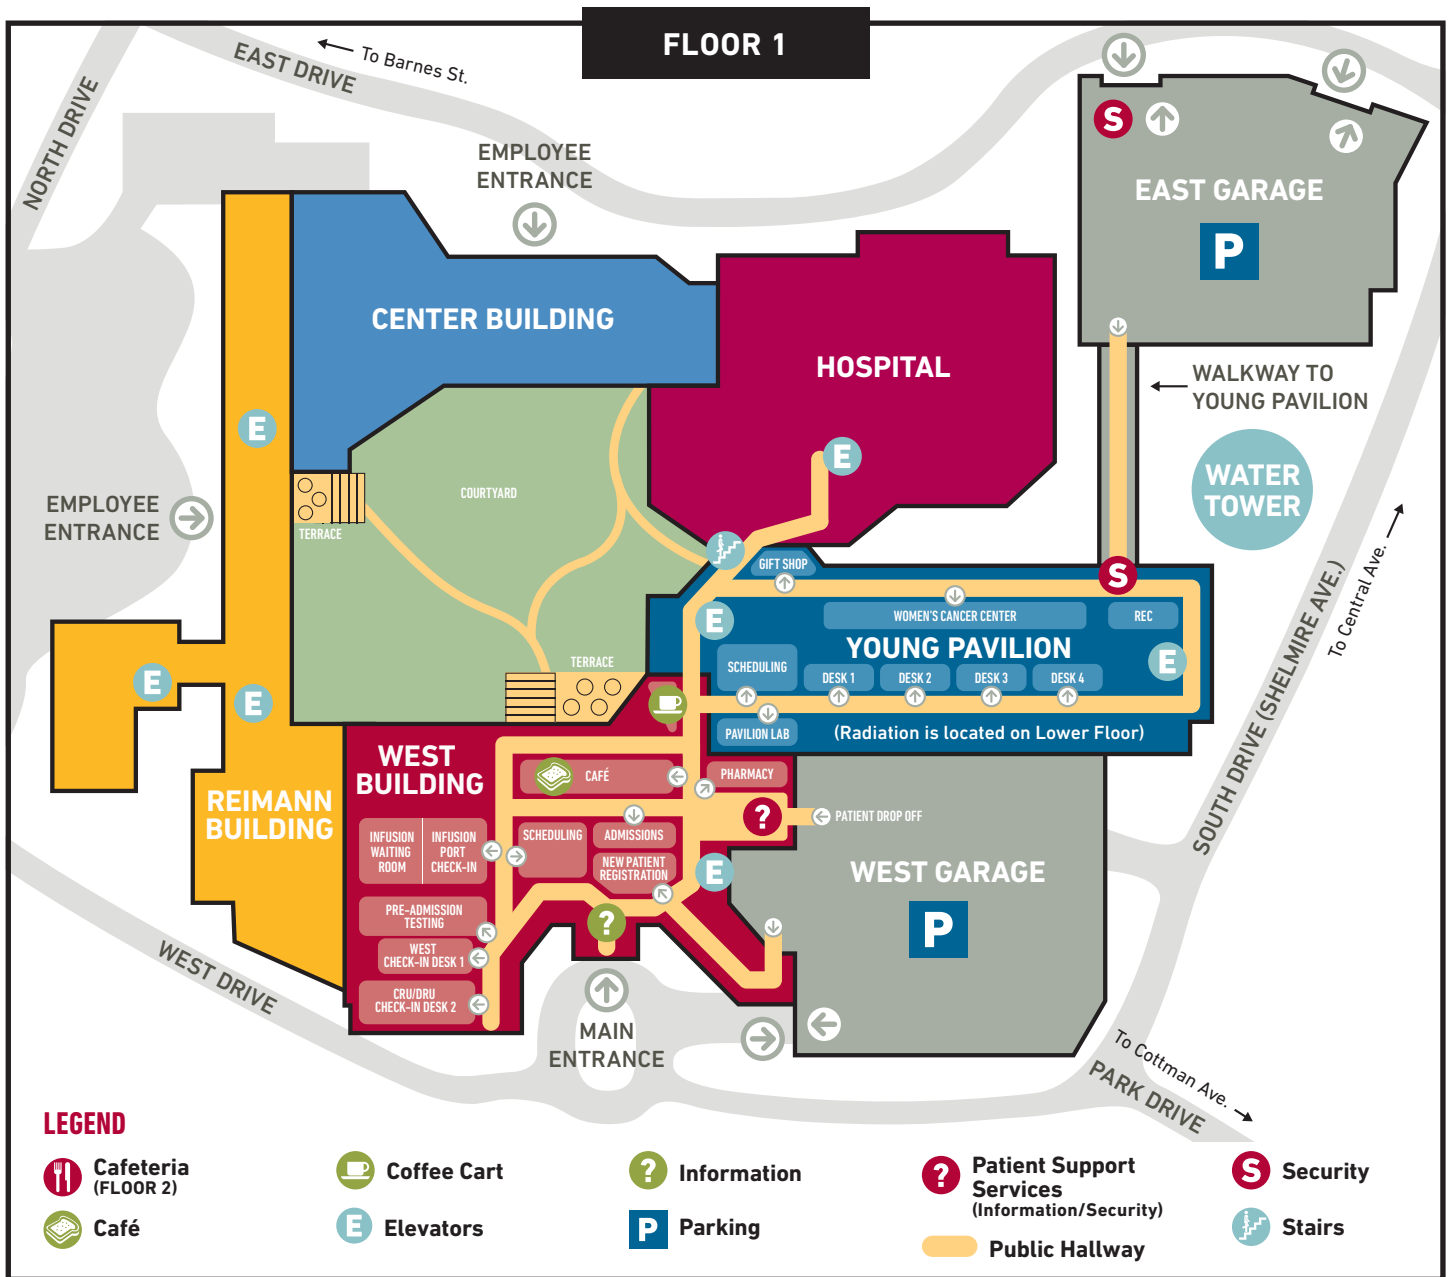 FLOOR 1
To Barnes St.
EAST DRIVE
NORTH DRIVE
EMPLOYEE
ENTRANCE
S
EAST GARAGE
P
CENTER BUILDING
HOSPITAL
WALKWAY TO
YOUNG PAVILION
E
E
WATER
TOWER
COURTYARD
EMPLOYEE
ENTRANCE
TERRACE
GIFT SHOP
S
To Central Ave.
SOUTH DRIVE (SHELMIRE AVE.)
WOMEN'S CANCER CENTER
REC
E
YOUNG PAVILION
TERRACE
SCHEDULING
DESK 1
DESK 2
DESK 3
DESK 4
E
E
E
PAVILION LAB
(Radiation is located on Lower Floor)
WEST
BUILDING
CAFÉ
PHARMACY
REIMANN
BUILDING
?
PATIENT DROP OFF
INFUSION
WAITING
ROOM
INFUSION
PORT
CHECK-IN
SCHEDULING
ADMISSIONS
NEW PATIENT
REGISTRATION
E
WEST GARAGE
P
PRE-ADMISSION
TESTING
?
WEST
CHECK-IN DESK 1
CRU/DRU
CHECK-IN DESK 2
WEST DRIVE
MAIN
ENTRANCE
To Cottman Ave.
PARK DRIVE
LEGEND
Cafeteria
(FLOOR 2)
Café
Coffee Cart
E Elevators
? Information
P Parking
? Patient Support
Services
(Information/Security)
Public Hallway
S Security
Stairs